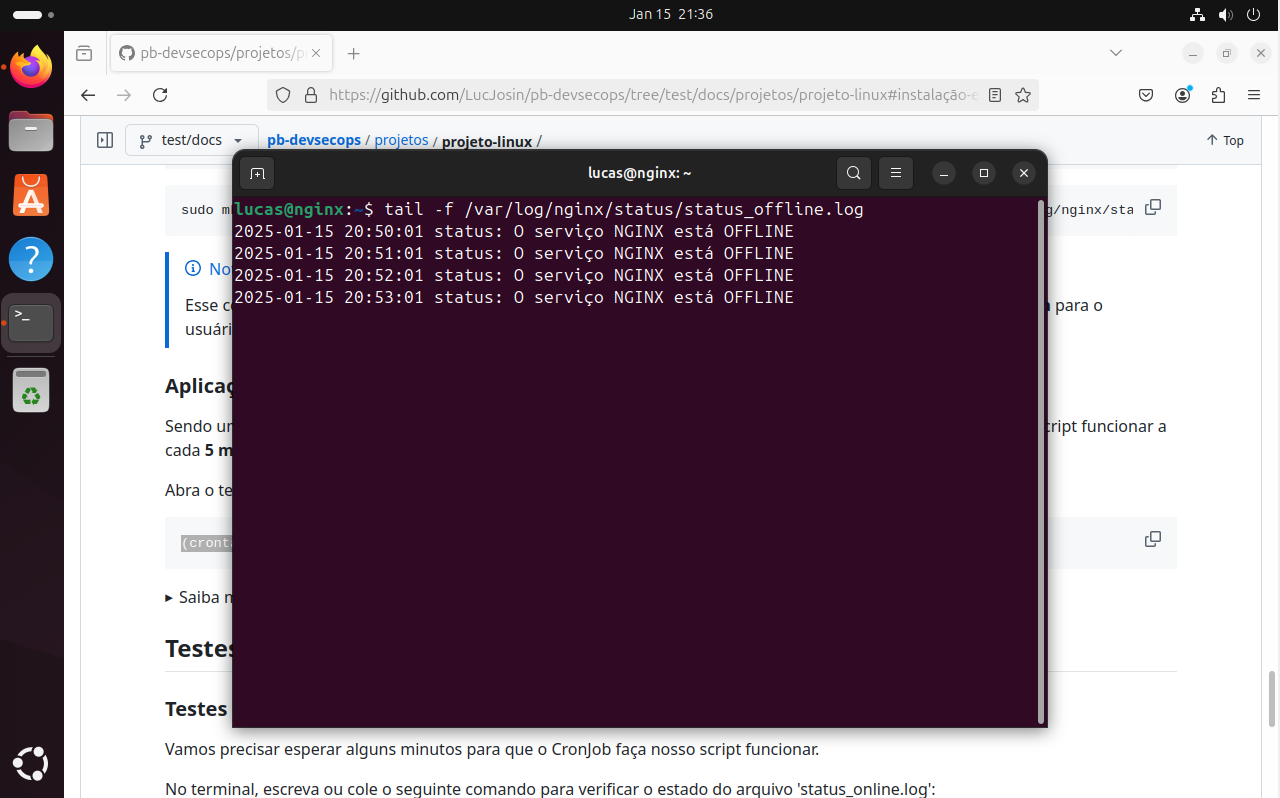 Jan 15 21:36
pb-devsecops/projetos/p
https://github.com/LucJosin/pb-devsecops/tree/test/docs/projetos/projeto-linux#instalação-e
test/docs
pb-devsecops / projetos / projeto-linux /
Top
lucas@nginx: ~
sudo m
g/nginx/sta
lucas@nginx:~$ tail -f /var/log/nginx/status/status_offline.log
2025-01-15 20:50:01 status: O serviço NGINX está OFFLINE
2025-01-15 20:51:01 status: O serviço NGINX está OFFLINE
2025-01-15 20:52:01 status: O serviço NGINX está OFFLINE
2025-01-15 20:53:01 status: O serviço NGINX está OFFLINE
No
Esse c
para o
usuári
Aplicaç
Sendo u
cript funcionar a
cada 5 m
Abra o te
(cront
Saiba
Testes
Testes
Vamos precisar esperar alguns minutos para que o CronJob faça nosso script funcionar.
No terminal, escreva ou cole o seguinte comando para verificar o estado do arquivo 'status_online.log':